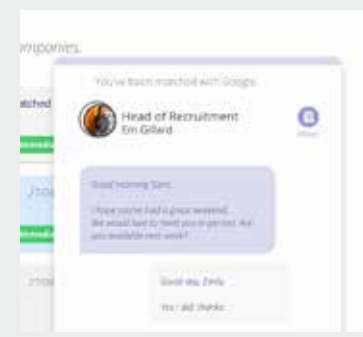 ompanies.
You've been matched with Google.
atched
Head of Recruitment
Em Gillard
G
Good morning Sam,
I hope you've had a great weekend.
We would love to meet you in person. Are
you available next week?
Good day, Emily.
Yes I did, thanks